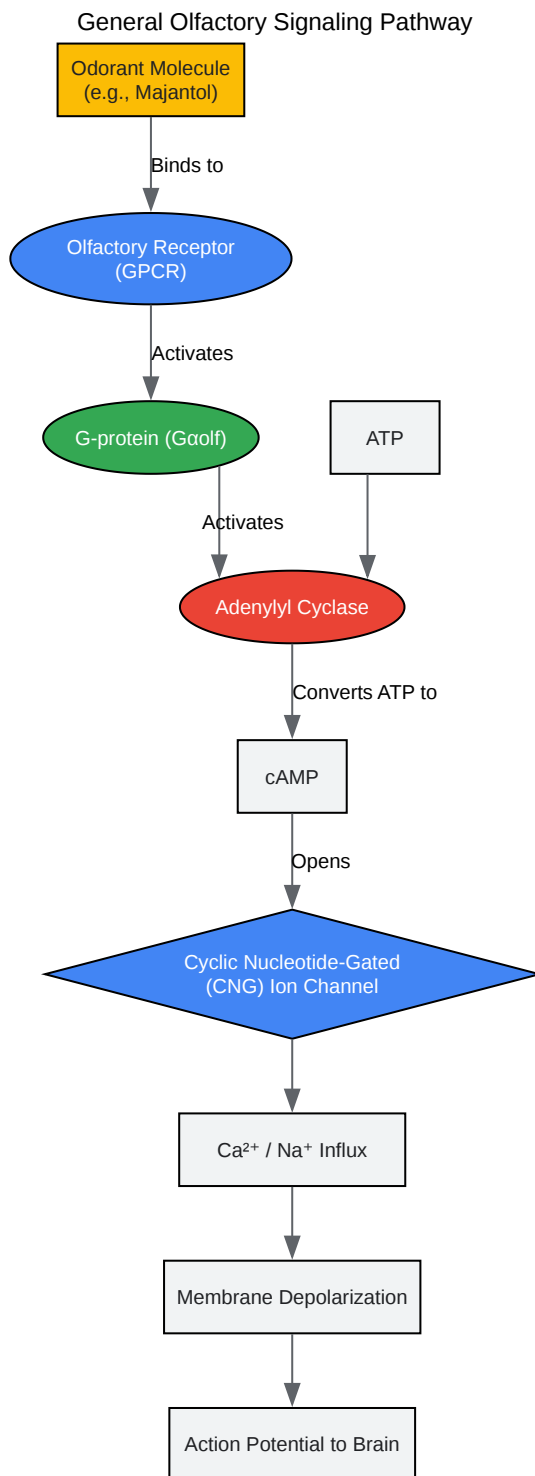 General Olfactory Signaling Pathway
Odorant Molecule
(e.g., Majantol)
Binds to
Olfactory Receptor
(GPCR)
Activates
G-protein (Gαolf)
ATP
Activates
Adenylyl Cyclase
Converts ATP to
cAMP
Opens
Cyclic Nucleotide-Gated
(CNG) Ion Channel
Ca²⁺ / Na⁺ Influx
Membrane Depolarization
Action Potential to Brain